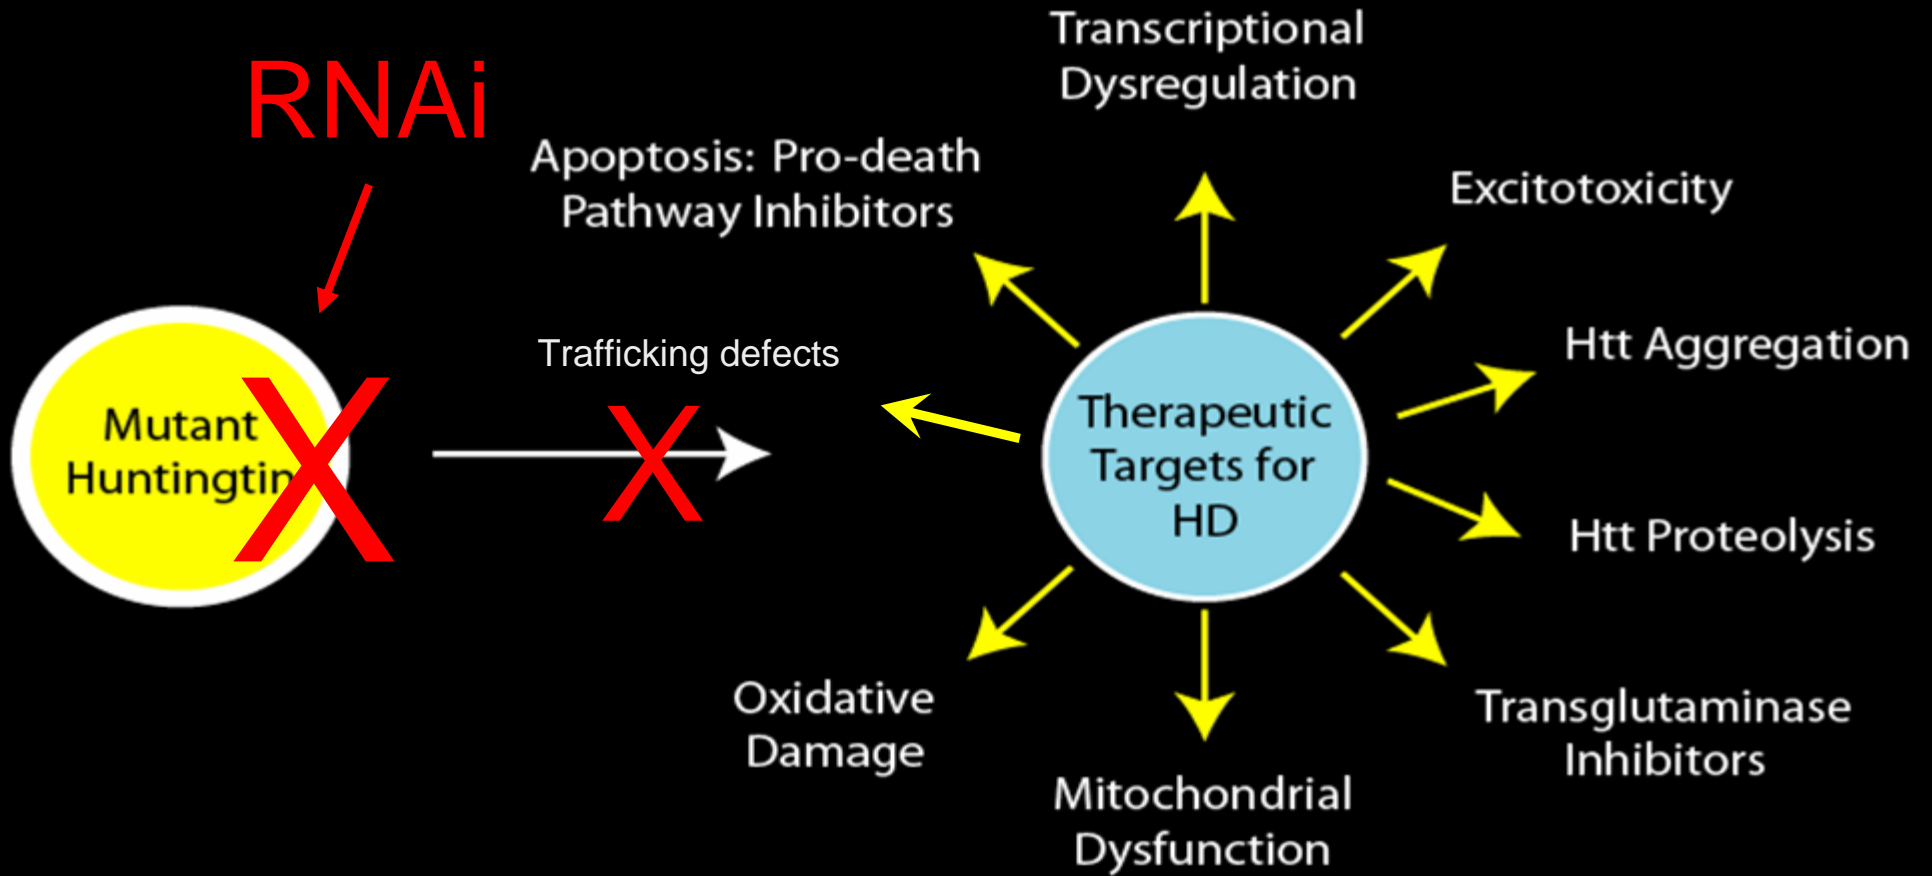 RNAi
Mutant
Huntingtin
X
Trafficking defects
X
Apoptosis: Pro-death
Pathway Inhibitors
Transcriptional
Dysregulation
Excitotoxicity
Htt Aggregation
Htt Proteolysis
Transglutaminase
Inhibitors
Mitochondrial
Dysfunction
Oxidative
Damage
Therapeutic
Targets for
HD